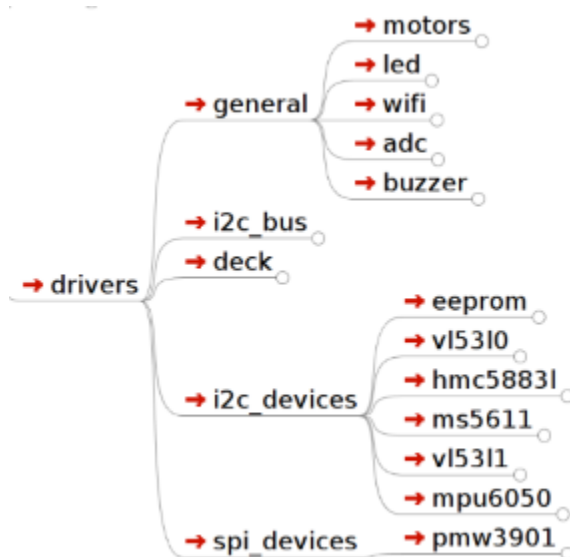 motors
led
general
wifi
adc
buzzer
i2c_bus
deck
drivers
eeprom
vl53l0
hmc5883l
i2c_devices
ms5611
vl53l1
mpu6050
spi_devices
pmw3901